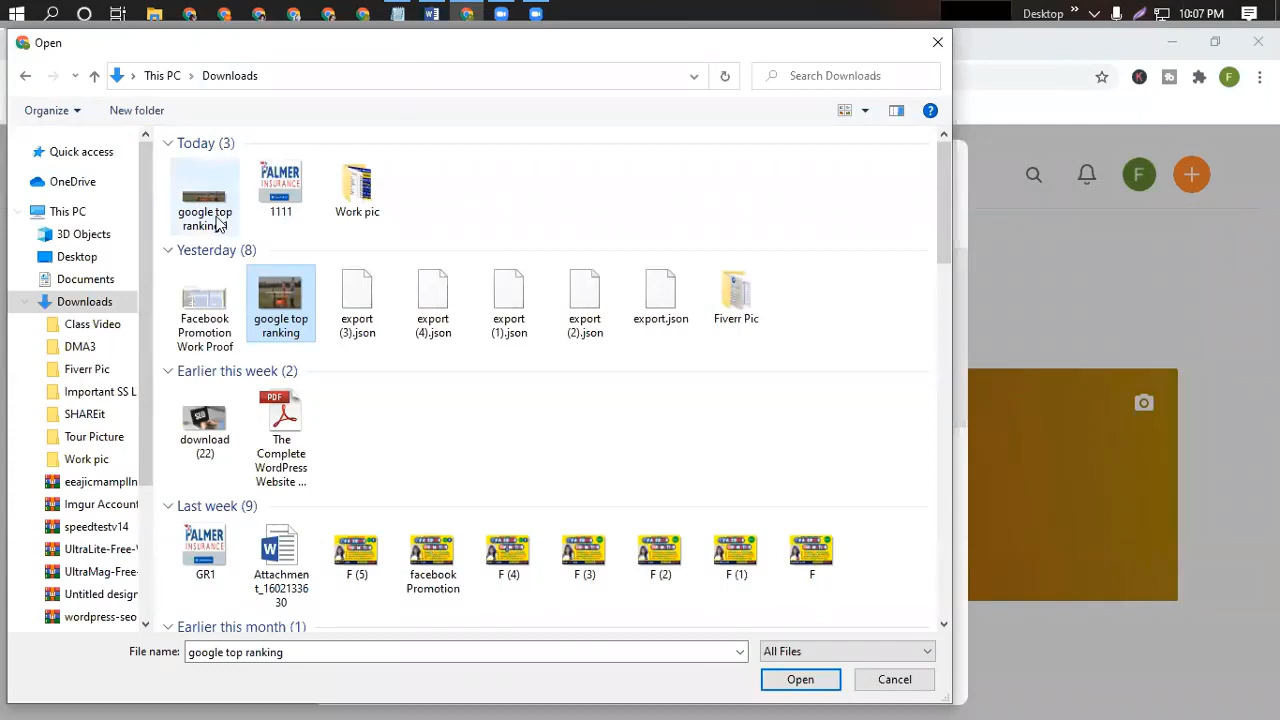 Desktop
10:07 PM
Open
This PC
Downloads
Search Downloads
Organize
New folder
Quick access
OneDrive
This PC
3D Objects
Desktop
Documents
Downloads
Class Video
DMA3
Fiverr Pic
Important SS L
SHAREit
Tour Picture
Work pic
eeajicmamplln
Imgur Account
speedtestv14
UltraLite-Free-V
UltraMag-Free-
Untitled design
wordpress-seo
Today (3)
google top
PALMER
INSURANCE
1111
Work pic
Yesterday (8)
Facebook
Promotion
Work Proof
google top
ranking
export
(3).json
export
(4).json
export
(1).json
export
(2).json
export.json
Fiverr Pic
Earlier this week (2)
SEO
download
(22)
PDF
The
Complete
WordPress
Website ...
Last week (9)
PALMER
INSURANCE
GR1
W
Attachmen
t_16021336
30
F (5)
facebook
Promotion
F (4)
F (3)
F (2)
F (1)
F
Earlier this month (1)
File name:
google top ranking
All Files
Open
Cancel
K
F
F